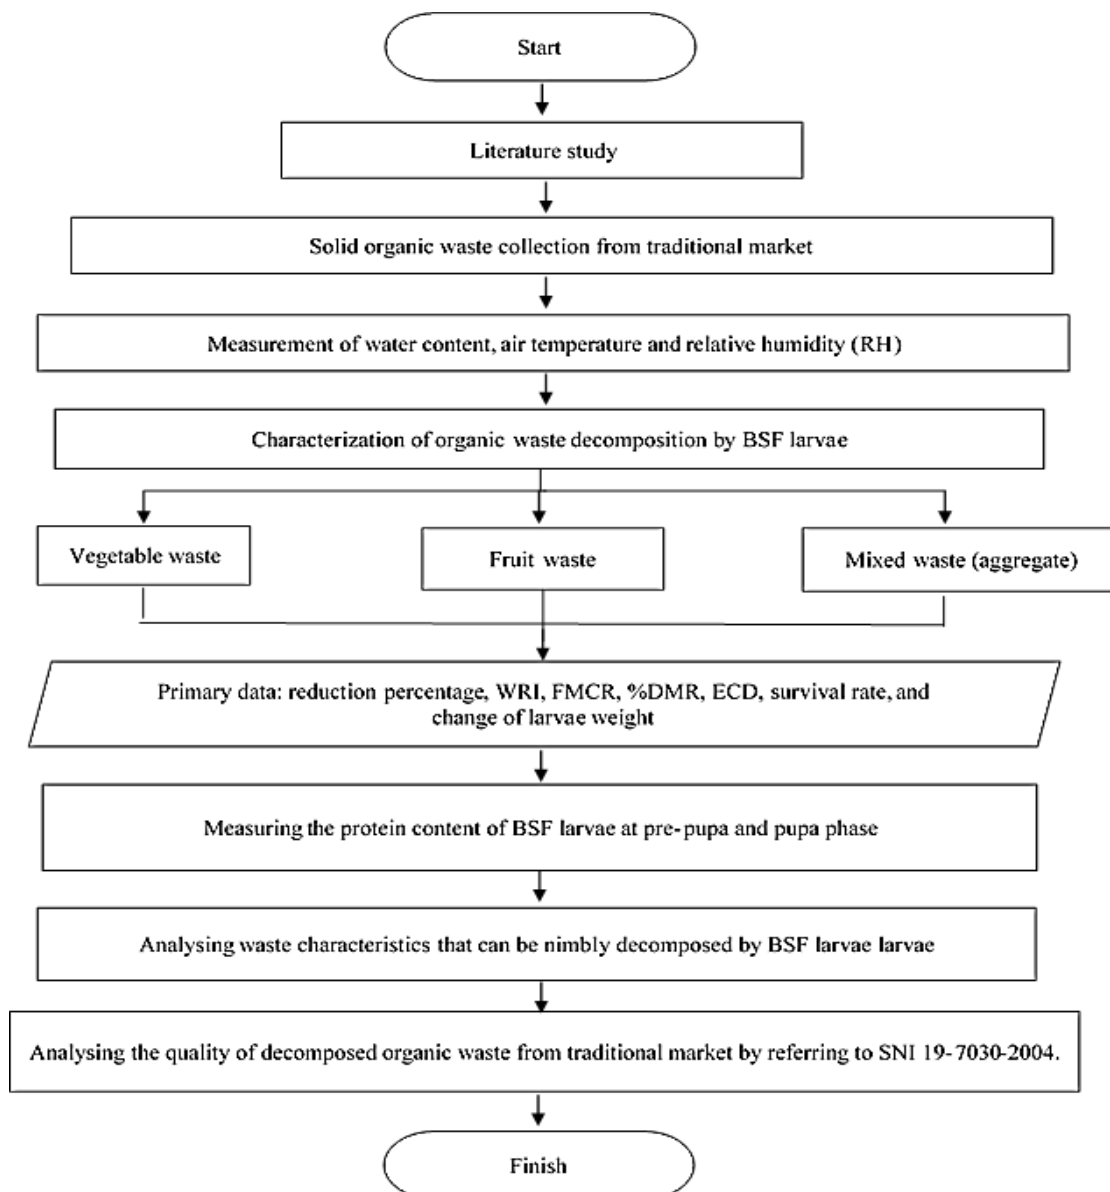 Start
Literature study
Solid organic waste collection from traditional market
Measurement of water content, air temperature and relative humidity (RH)
Characterization of organic waste decomposition by BSF larvae
Vegetable waste
Fruit waste
Mixed waste (aggregate)
Primary data: reduction percentage, WRI, FMCR, %DMR, ECD, survival rate, and
change of larvae weight
Measuring the protein content of BSF larvae at pre-pupa and pupa phase
Analysing waste characteristics that can be nimbly decomposed by BSF larvae larvae
Analysing the quality of decomposed organic waste from traditional market by referring to SNI 19-7030-2004.
Finish